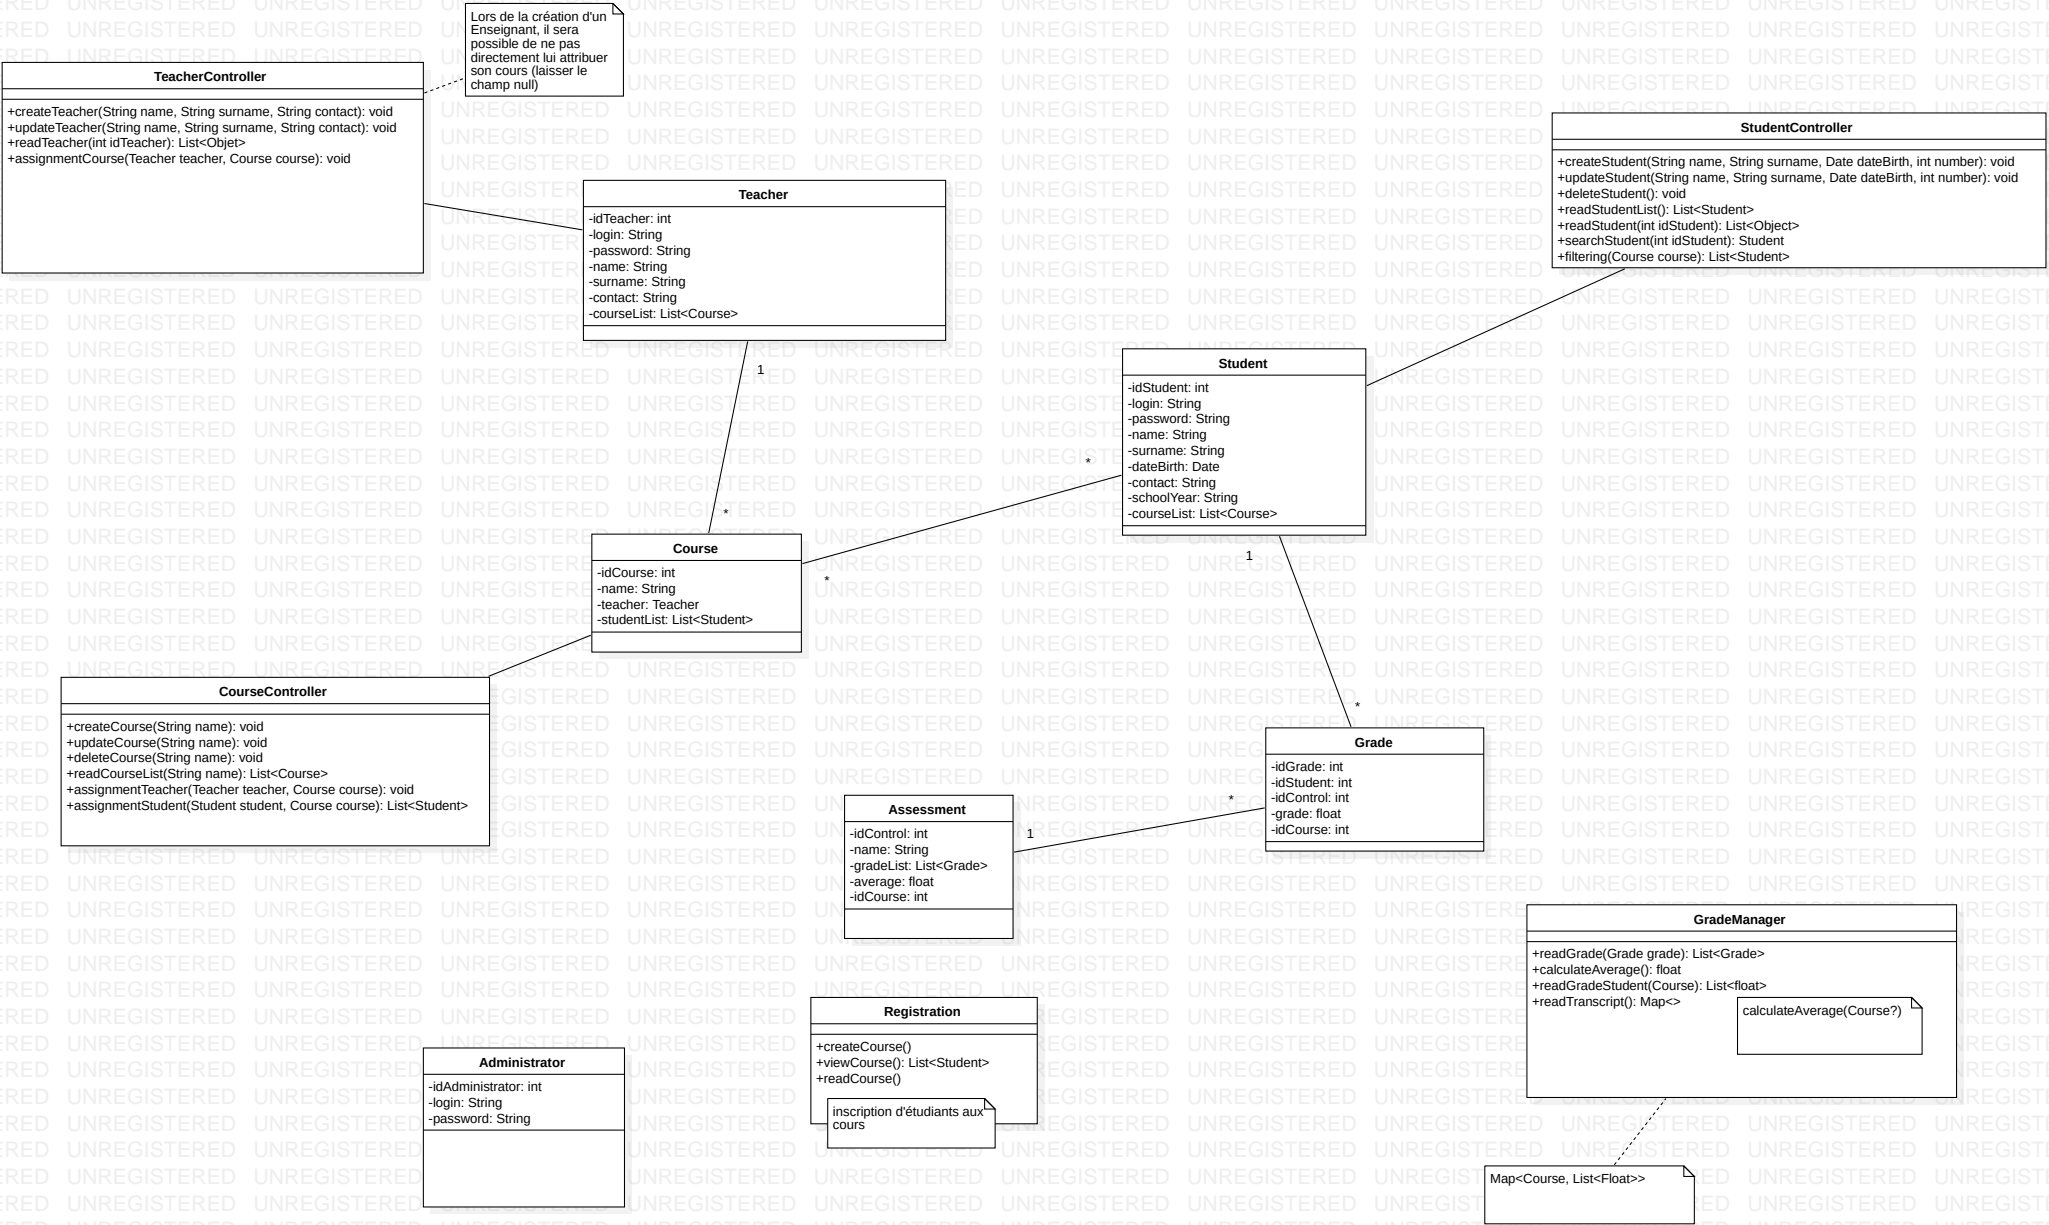 Lors de la création d'un
Enseignant, il sera
possible de ne pas
directement lui attribuer
son cours (laisser le
champ null)
TeacherController
+createTeacher(String name, String surname, String contact): void
+updateTeacher(String name, String surname, String contact): void
+readTeacher(int idTeacher): List<Objet>
+assignmentCourse(Teacher teacher, Course course): void
StudentController
+createStudent(String name, String surname, Date dateBirth, int number): void
+updateStudent(String name, String surname, Date dateBirth, int number): void
+deleteStudent(): void
+readStudentList(): List<Student>
+readStudent(int idStudent): List<Object>
+searchStudent(int idStudent): Student
+filtering(Course course): List<Student>
Teacher
-idTeacher: int
-login: String
-password: String
-name: String
-surname: String
-contact: String
-courseList: List<Course>
1
*
Student
-idStudent: int
-login: String
-password: String
-name: String
-surname: String
-dateBirth: Date
-contact: String
-schoolYear: String
-courseList: List<Course>
*
*
1
*
Course
-idCourse: int
-name: String
-teacher: Teacher
-studentList: List<Student>
CourseController
+createCourse(String name): void
+updateCourse(String name): void
+deleteCourse(String name): void
+readCourseList(String name): List<Course>
+assignmentTeacher(Teacher teacher, Course course): void
+assignmentStudent(Student student, Course course): List<Student>
Grade
-idGrade: int
-idStudent: int
-idControl: int
-grade: float
-idCourse: int
*
1
Assessment
-idControl: int
-name: String
-gradeList: List<Grade>
-average: float
-idCourse: int
GradeManager
+readGrade(Grade grade): List<Grade>
+calculateAverage(): float
+readGradeStudent(Course): List<float>
+readTranscript(): Map<>
calculateAverage(Course?)
Registration
+createCourse()
+viewCourse(): List<Student>
+readCourse()
inscription d'étudiants aux
cours
Administrator
-idAdministrator: int
-login: String
-password: String
Map<Course, List<Float>>
UNREGISTERED